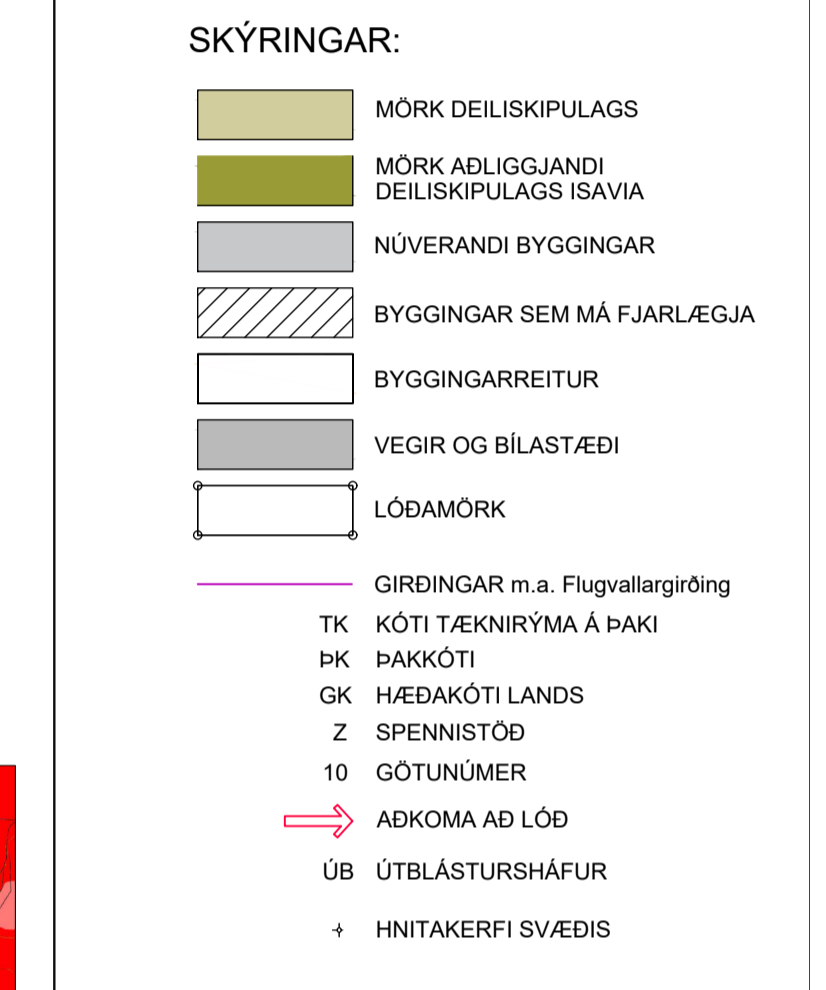 SKÝRINGAR:
MÖRK DEILISKIPULAGS
MÖRK AÐLIGGJANDI
DEILISKIPULAGS ISAVIA
NÚVERANDI BYGGINGAR
BYGGINGAR SEM MÁ FJARLÆGJA
BYGGINGARREITUR
VEGIR OG BÍLASTÆÐI
LÓÐAMÖRK
GIRÐINGAR m.a. Flugvallargirðing
TK KÓTI TÆKNIRÝMA Á ÞAKI
ÞK ÞAKKÓTI
GK HÆÐAKÓTI LANDS
Z SPENNISTÖÐ
10 GÖTUNÚMER
AÐKOMA AÐ LÓÐ
ÚB ÚTBLÁSTURSHÁFUR
HNITAKERFI SVÆÐIS